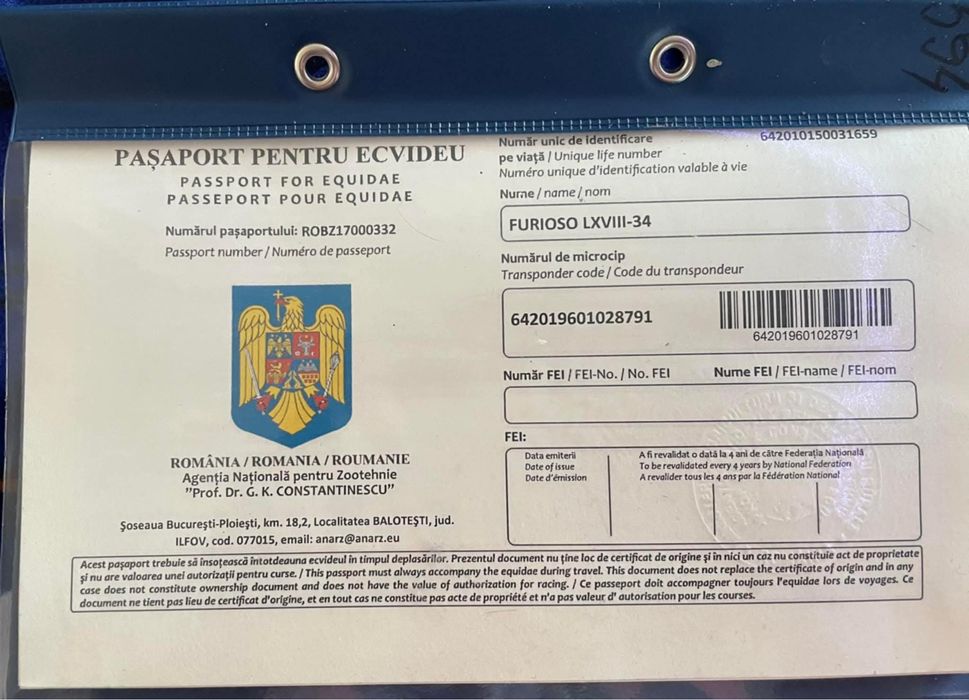 594
PAȘAPORT PENTRU ECVIDEU
PASSPORT FOR EQUIDAE
PASSEPORT POUR EQUIDAE
Numărul pașaportului: ROBZ17000332
Passport number / Numéro de passeport
ROMÂNIA / ROMANIA / ROUMANIE
Agenția Națională pentru Zootehnie
"Prof. Dr. G. K. CONSTANTINESCU"
Șoseaua București-Ploiești, km. 18,2, Localitatea BALOTEȘTI, jud.
ILFOV, cod. 077015, email: anarz@anarz.eu
Număr unic de identificare 642010150031659
pe viață / Unique life number
Numéro unique d'identification valable à vie
Nume / name / nom
FURIOSO LXVIII-34
Numărul de microcip
Transponder code / Code du transpondeur
642019601028791
642019601028791
Număr FEI / FEI-No. / No. FEI Nume FEI / FEI-name / FEI-nom
FEI:
Data emiterii
Date of issue
Date d'émission
A fi revalidat o dată la 4 ani de către Federația Națională
To be revalidated every 4 years by National Federation
A revalider tous les 4 ans par la Fédération National
Acest pașaport trebuie să însoțească întotdeauna ecvideul în timpul deplasărilor. Prezentul document nu ține loc de certificat de origine și în nici un caz nu constituie act de proprietate
și nu are valoarea unei autorizații pentru curse. / This passport must always accompany the equidae during travel. This document does not replace the certificate of origin and in any
case does not constitute ownership document and does not have the value of authorization for racing. / Ce passeport doit accompagner toujours l'equidae lors de voyages. Ce
document ne tient pas lieu de certificat d'origine, et en tout cas ne constitue pas acte de propriété et n'a pas valeur d' autorisation pour les courses.